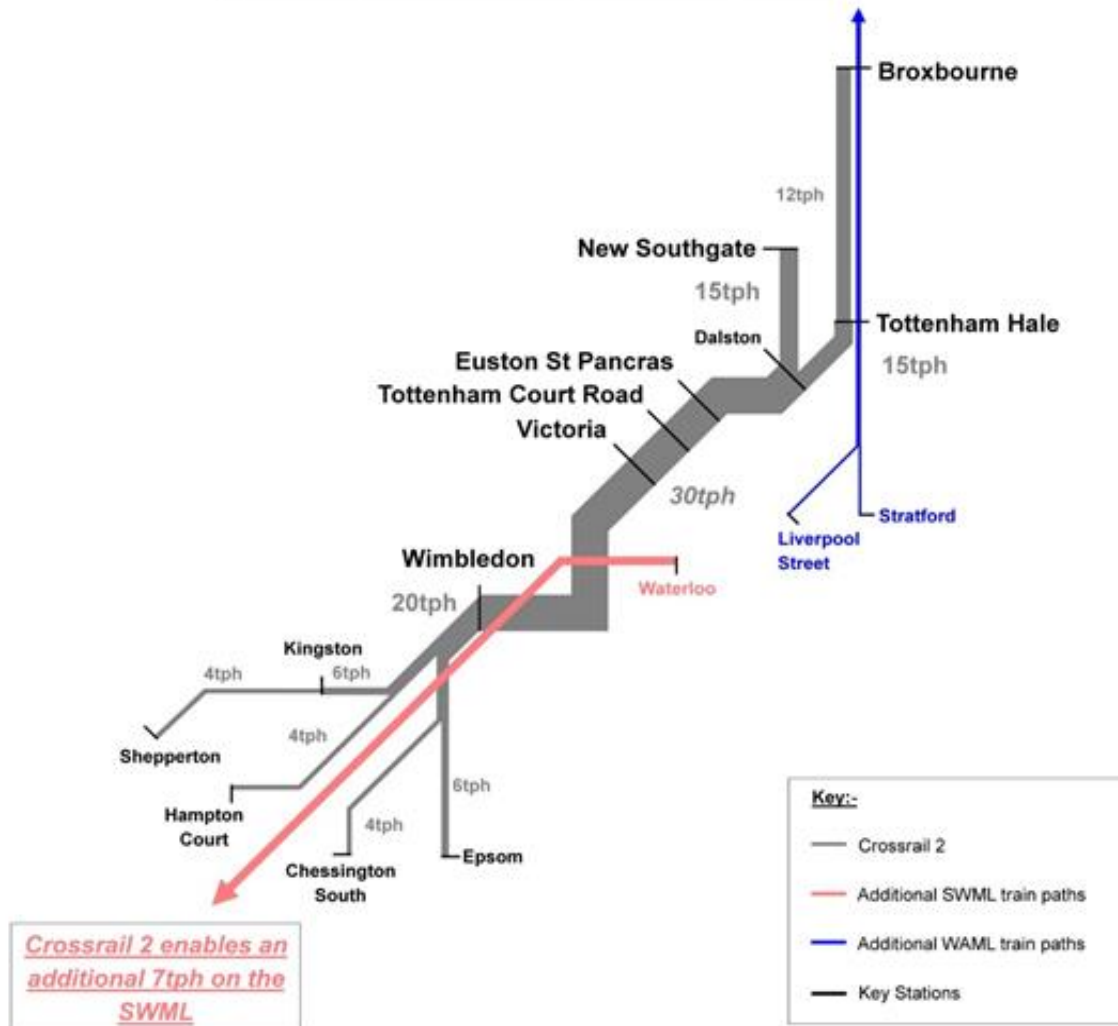 Broxbourne
12tph
New Southgate
15tph
Tottenham Hale
Dalston
15tph
Euston St Pancras
Tottenham Court Road
Victoria
30tph
Stratford
Liverpool
Street
Wimbledon
Waterloo
20tph
Kingston
4tph
6tph
Shepperton
4tph
Hampton
Court
6tph
4tph
Chessington
South
Epsom
Crossrail 2 enables an
additional 7tph on the
SWML
Key:-
Crossrail 2
Additional SWML train paths
Additional WAML train paths
Key Stations